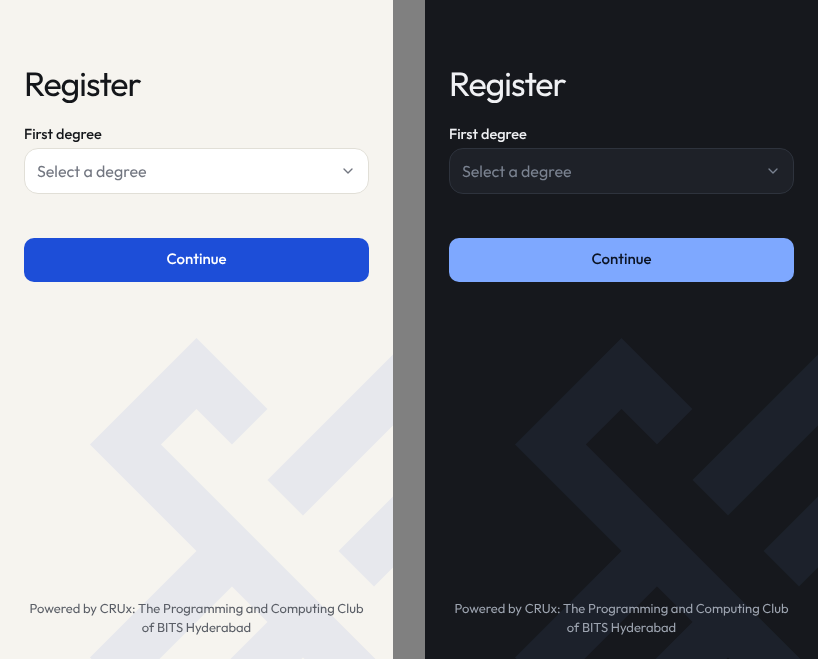 Register
First degree
Select a degree
Continue
Powered by CRUx: The Programming and Computing Club
of BITS Hyderabad
Register
First degree
Select a degree
Continue
Powered by CRUx: The Programming and Computing Club
of BITS Hyderabad